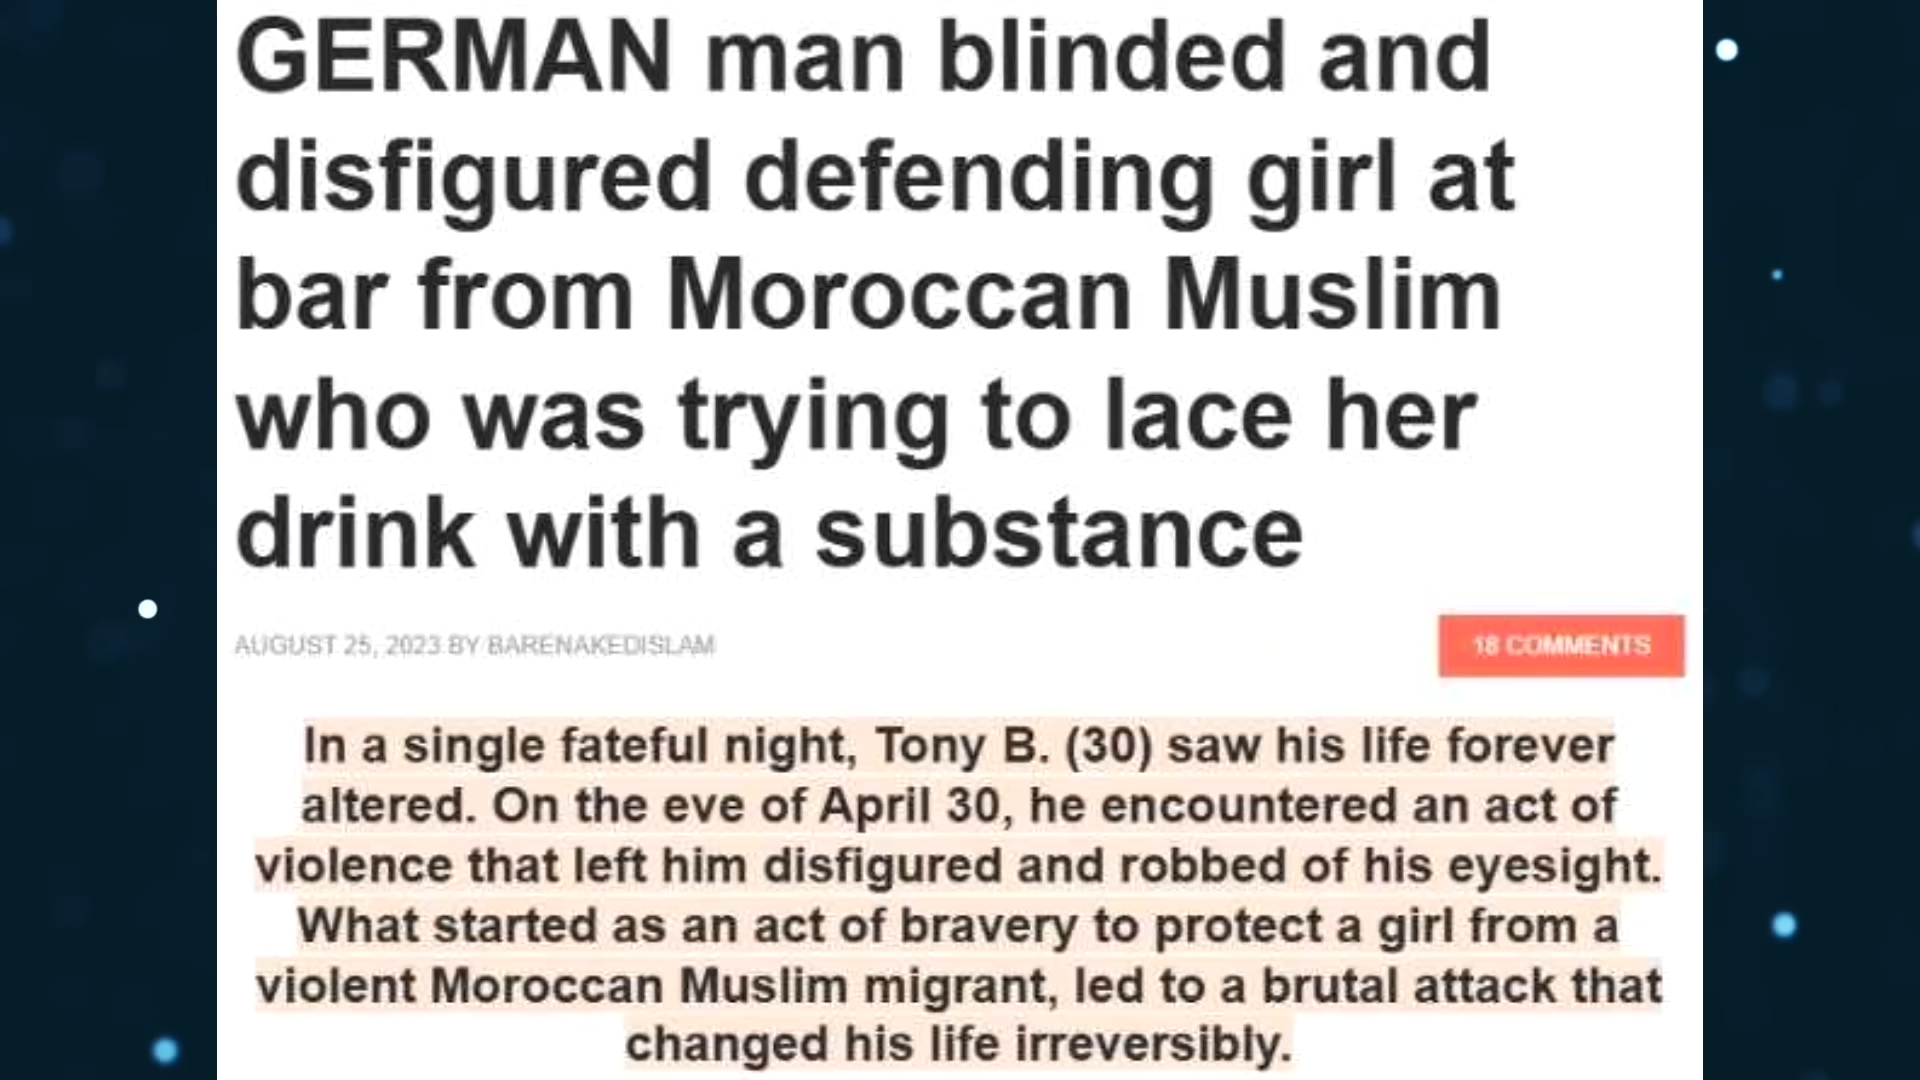 GERMAN man blinded and
disfigured defending girl at
bar from Moroccan Muslim
who was trying to lace her
drink with a substance
AUGUST 25, 2023 BY BARENAKEDISLAM
18 COMMENTS
In a single fateful night, Tony B. (30) saw his life forever
altered. On the eve of April 30, he encountered an act of
violence that left him disfigured and robbed of his eyesight.
What started as an act of bravery to protect a girl from a
violent Moroccan Muslim migrant, led to a brutal attack that
changed his life irreversibly.